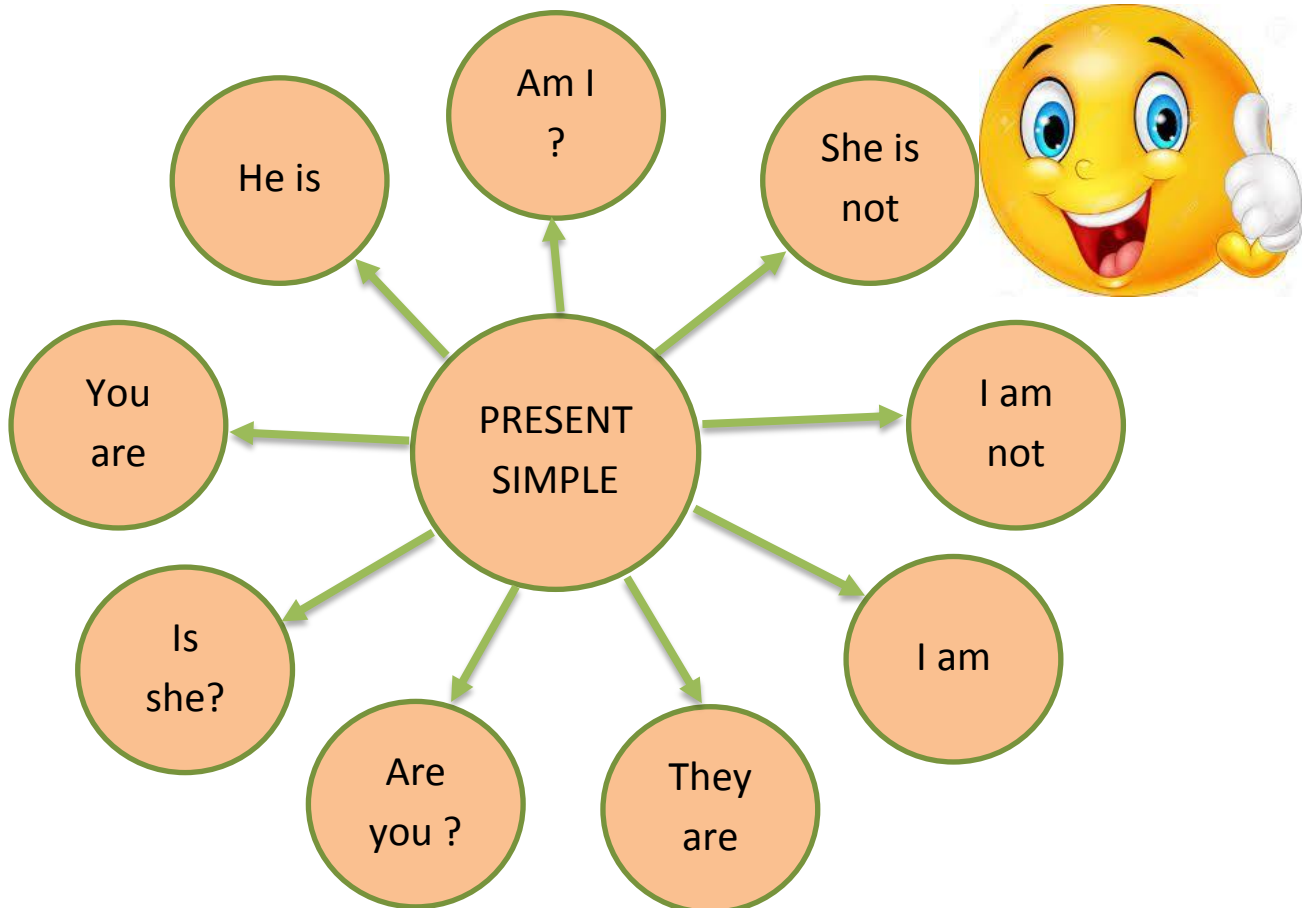 Am I
?
He is
She is
not
You
are
PRESENT
SIMPLE
I am
not
Is
she?
I am
Are
you ?
They
are